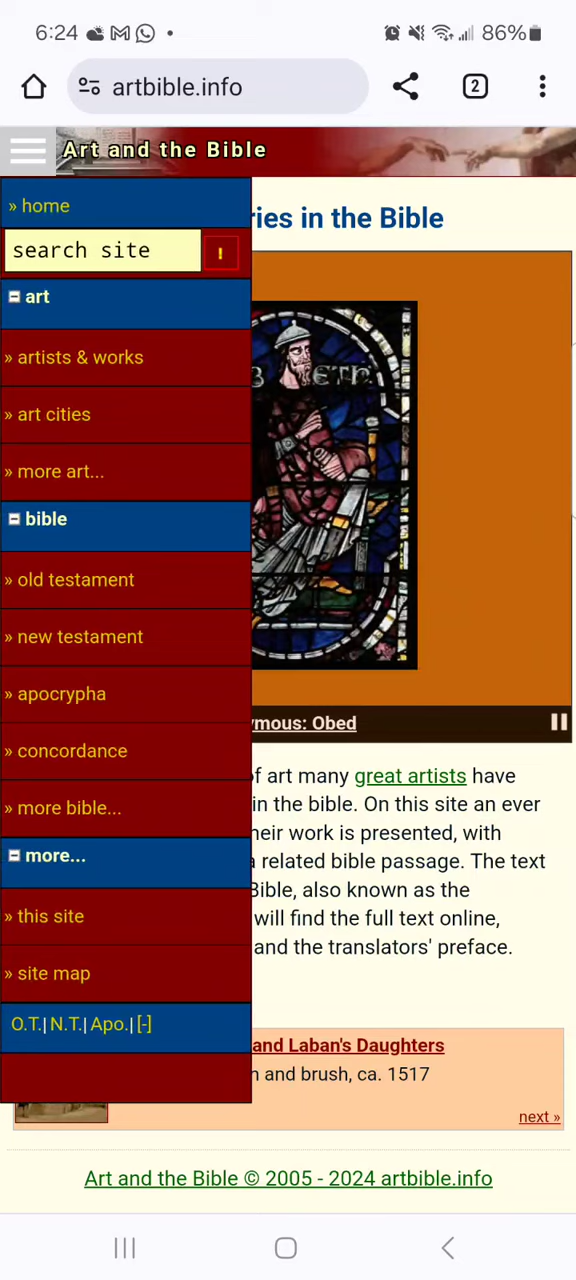 6:24
86%
artbible.info
2
Art and the Bible
» home
search site
!
art
» artists & works
» art cities
» more art...
bible
» old testament
» new testament
» apocrypha
» concordance
» more bible...
more...
» this site
» site map
O.T.| N.T.| Apo.| [-]
ries in the Bible
ETH
ymous: Obed
of art many great artists have
in the bible. On this site an ever
heir work is presented, with
a related bible passage. The text
Bible, also known as the
will find the full text online,
and the translators' preface.
and Laban's Daughters
n and brush, ca. 1517
next »
Art and the Bible © 2005 - 2024 artbible.info